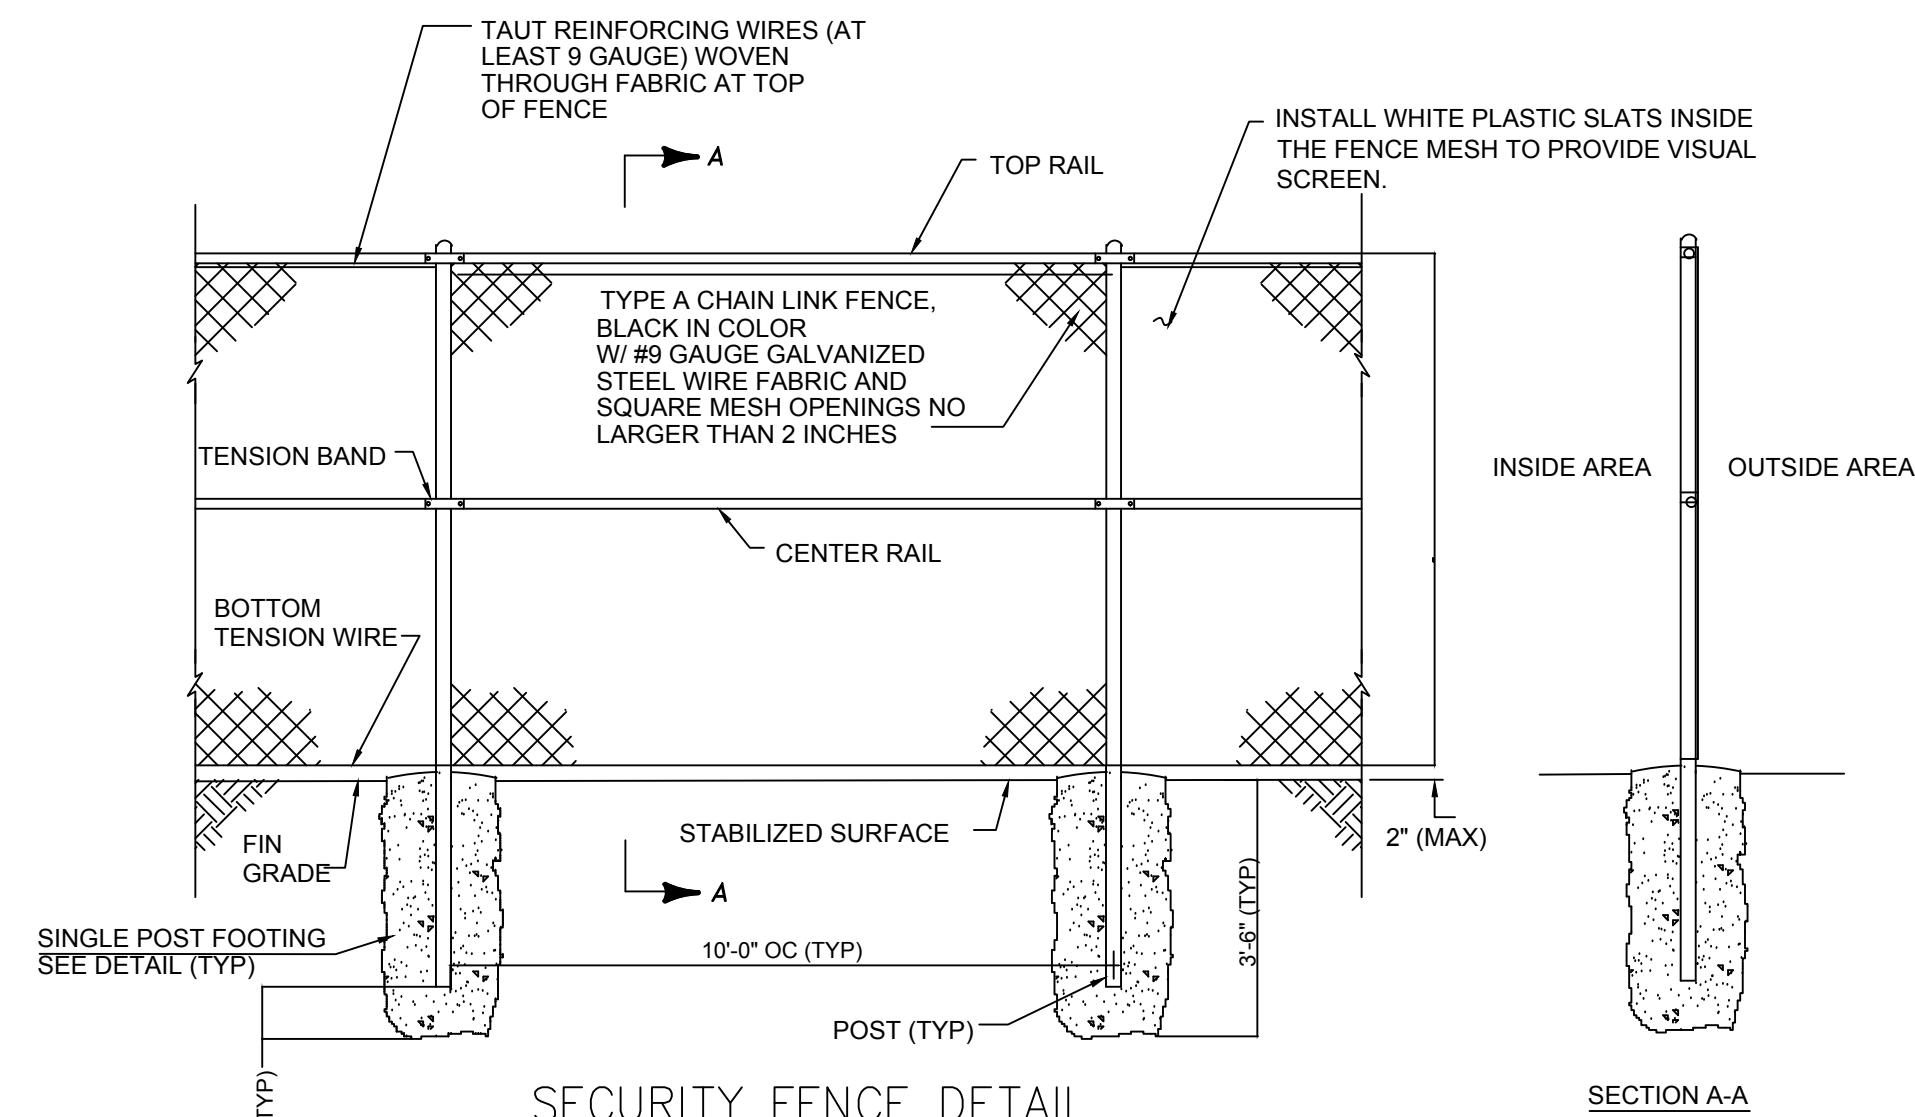 TAUT REINFORCING WIRES (AT
LEAST 9 GAUGE) WOVEN
THROUGH FABRIC AT TOP
OF FENCE
A
TOP RAIL
INSTALL WHITE PLASTIC SLATS INSIDE
THE FENCE MESH TO PROVIDE VISUAL
SCREEN.
TYPE A CHAIN LINK FENCE,
BLACK IN COLOR
W/ #9 GAUGE GALVANIZED
STEEL WIRE FABRIC AND
SQUARE MESH OPENINGS NO
LARGER THAN 2 INCHES
TENSION BAND
INSIDE AREA
OUTSIDE AREA
CENTER RAIL
BOTTOM
TENSION WIRE
FIN
GRADE
STABILIZED SURFACE
2" (MAX)
A
3'-6" (TYP)
SINGLE POST FOOTING
SEE DETAIL (TYP)
10'-0" OC (TYP)
POST (TYP)
TYP)
SECURITY FENCE DETAIL
SECTION A-A